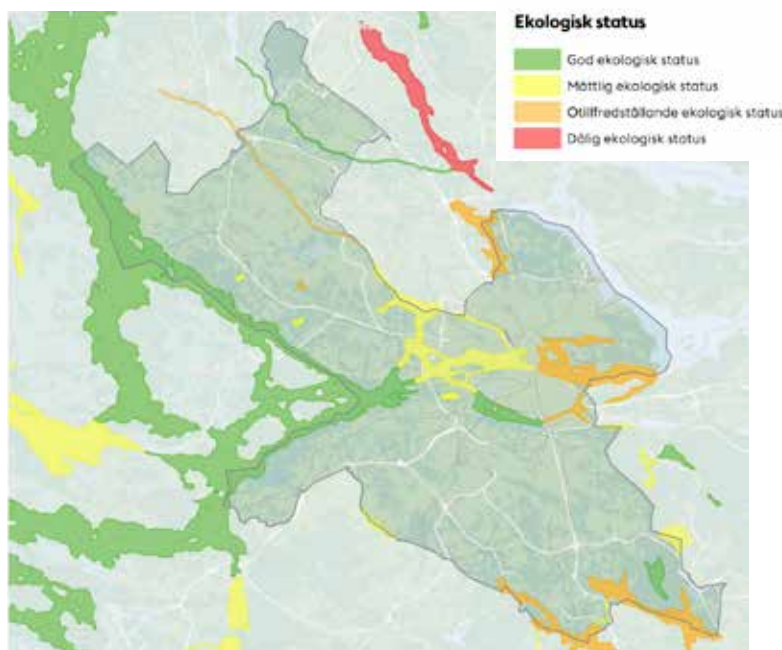 Ekologisk status
God ekologisk status
Måttlig ekologisk status
Otillfredställande ekologisk status
Dålig ekologisk status